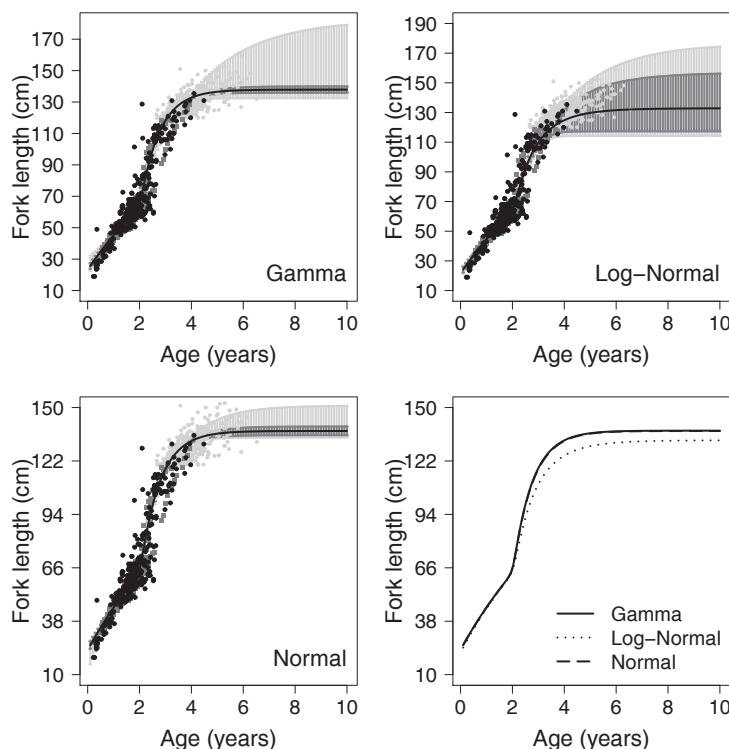 170
150
130
110
90
70
50
30
10
Fork length (cm)
Gamma
0 2 4 6 8 10
Age (years)
190
170
150
130
110
90
70
50
30
10
Fork length (cm)
Log−Normal
0 2 4 6 8 10
Age (years)
150
122
94
66
38
10
Fork length (cm)
Normal
0 2 4 6 8 10
Age (years)
150
122
94
66
38
10
Fork length (cm)
Gamma
Log−Normal
Normal
0 2 4 6 8 10
Age (years)